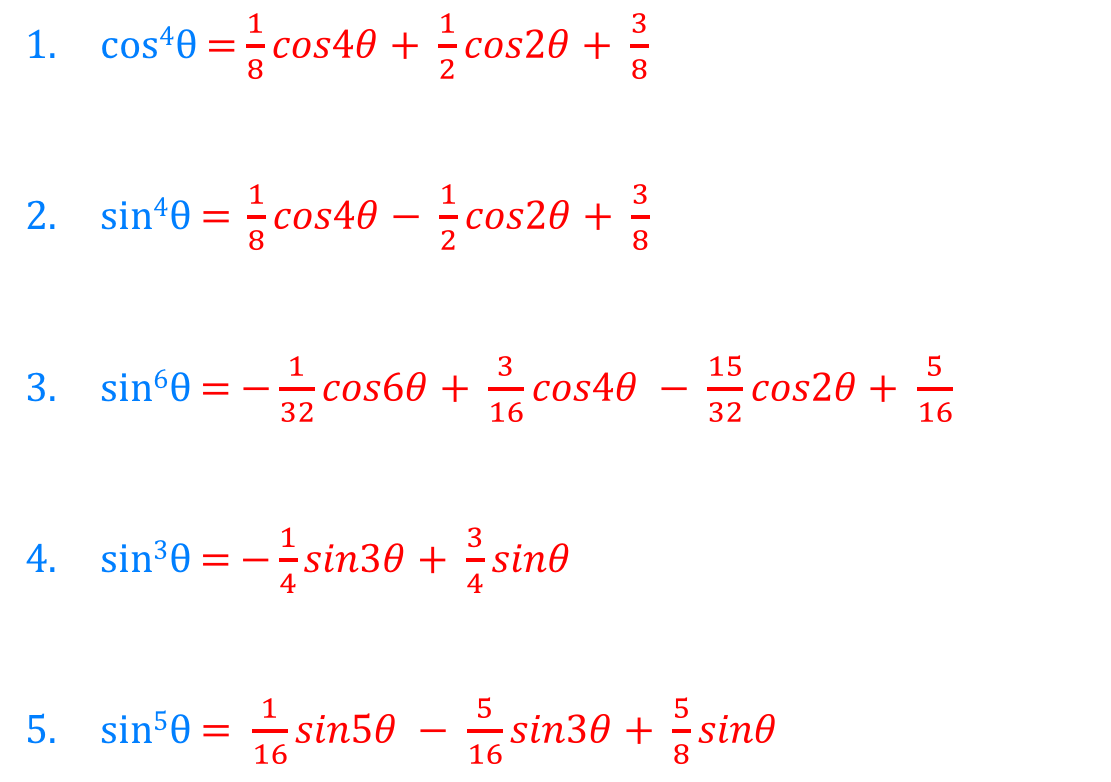 1. cos⁴θ = 1/8 cos4θ + 1/2 cos2θ + 3/8
2. sin⁴θ = 1/8 cos4θ − 1/2 cos2θ + 3/8
3. sin⁶θ = − 1/32 cos6θ + 3/16 cos4θ − 15/32 cos2θ + 5/16
4. sin³θ = − 1/4 sin3θ + 3/4 sinθ
5. sin⁵θ = 1/16 sin5θ − 5/16 sin3θ + 5/8 sinθ